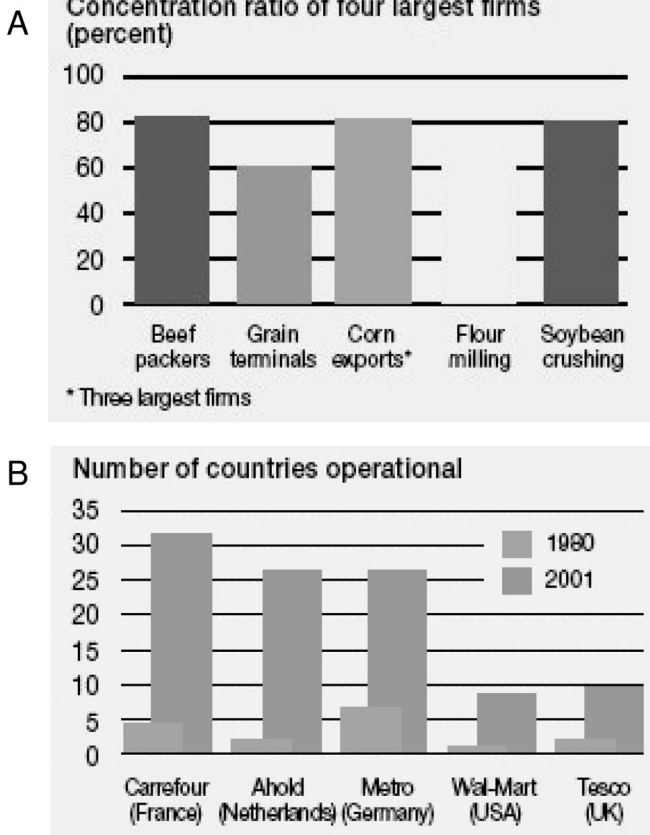 A
Concentration ratio of four largest firms
(percent)
100
80
60
40
20
0
Beef packers
Grain terminals
Corn exports*
Flour milling
Soybean crushing
* Three largest firms
B
Number of countries operational
35
30
25
20
15
10
5
0
1980
2001
Carrefour (France)
Ahold (Netherlands)
Metro (Germany)
Wal-Mart (USA)
Tesco (UK)